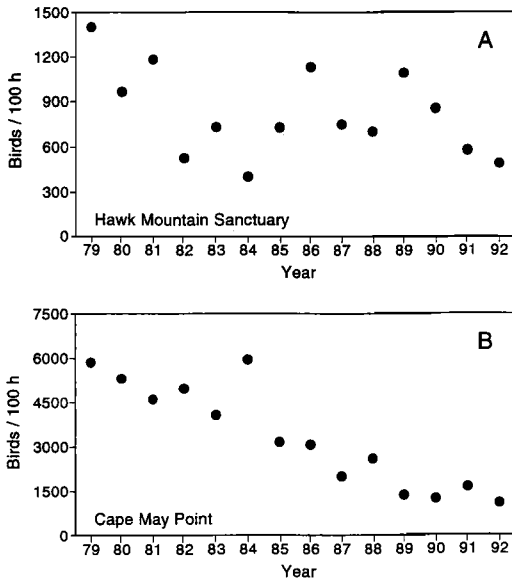 A
Birds / 100 h
1500
1200
900
600
300
0
Hawk Mountain Sanctuary
79 80 81 82 83 84 85 86 87 88 89 90 91 92
Year
B
Birds / 100 h
7500
6000
4500
3000
1500
0
Cape May Point
79 80 81 82 83 84 85 86 87 88 89 90 91 92
Year